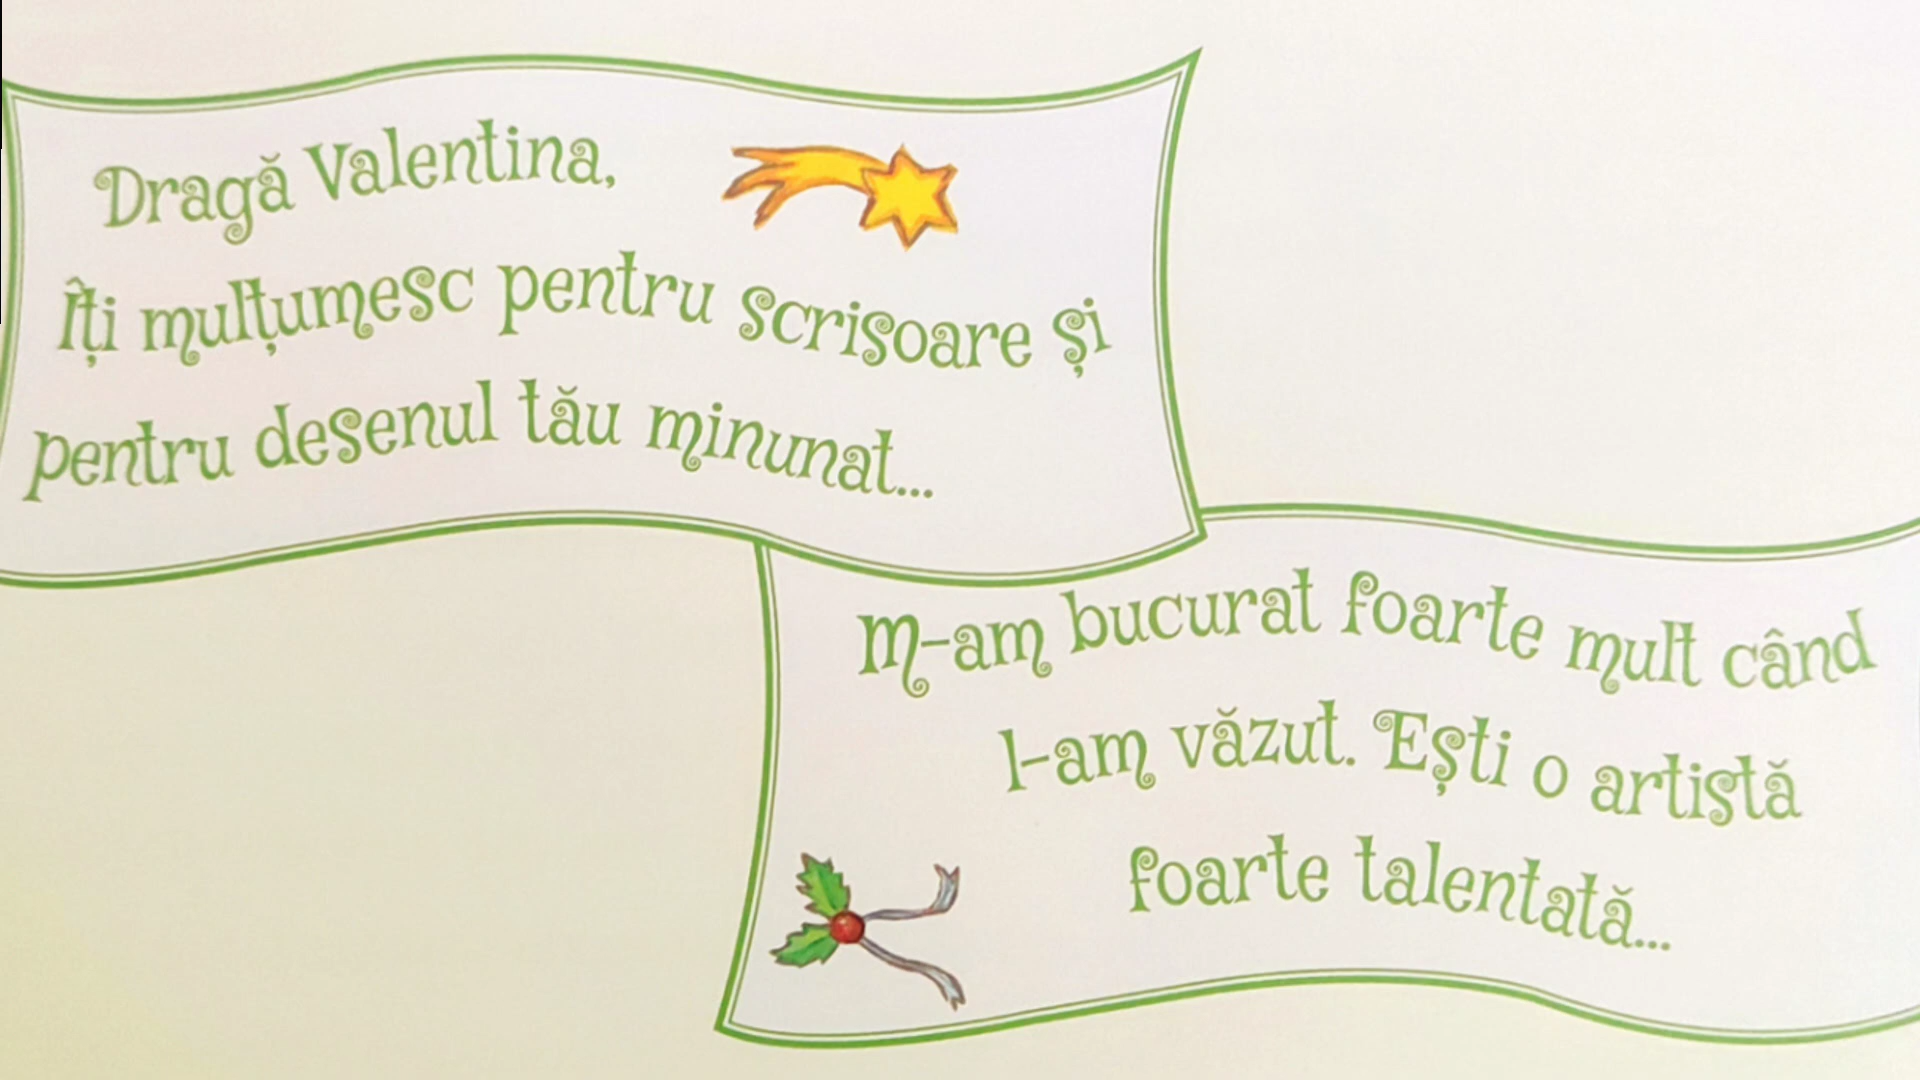 Dragă Valentina,
Îți mulțumesc pentru scrisoare și
pentru desenul tău minunat...
M-am bucurat foarte mult când
l-am văzut. Ești o artistă
foarte talentată...